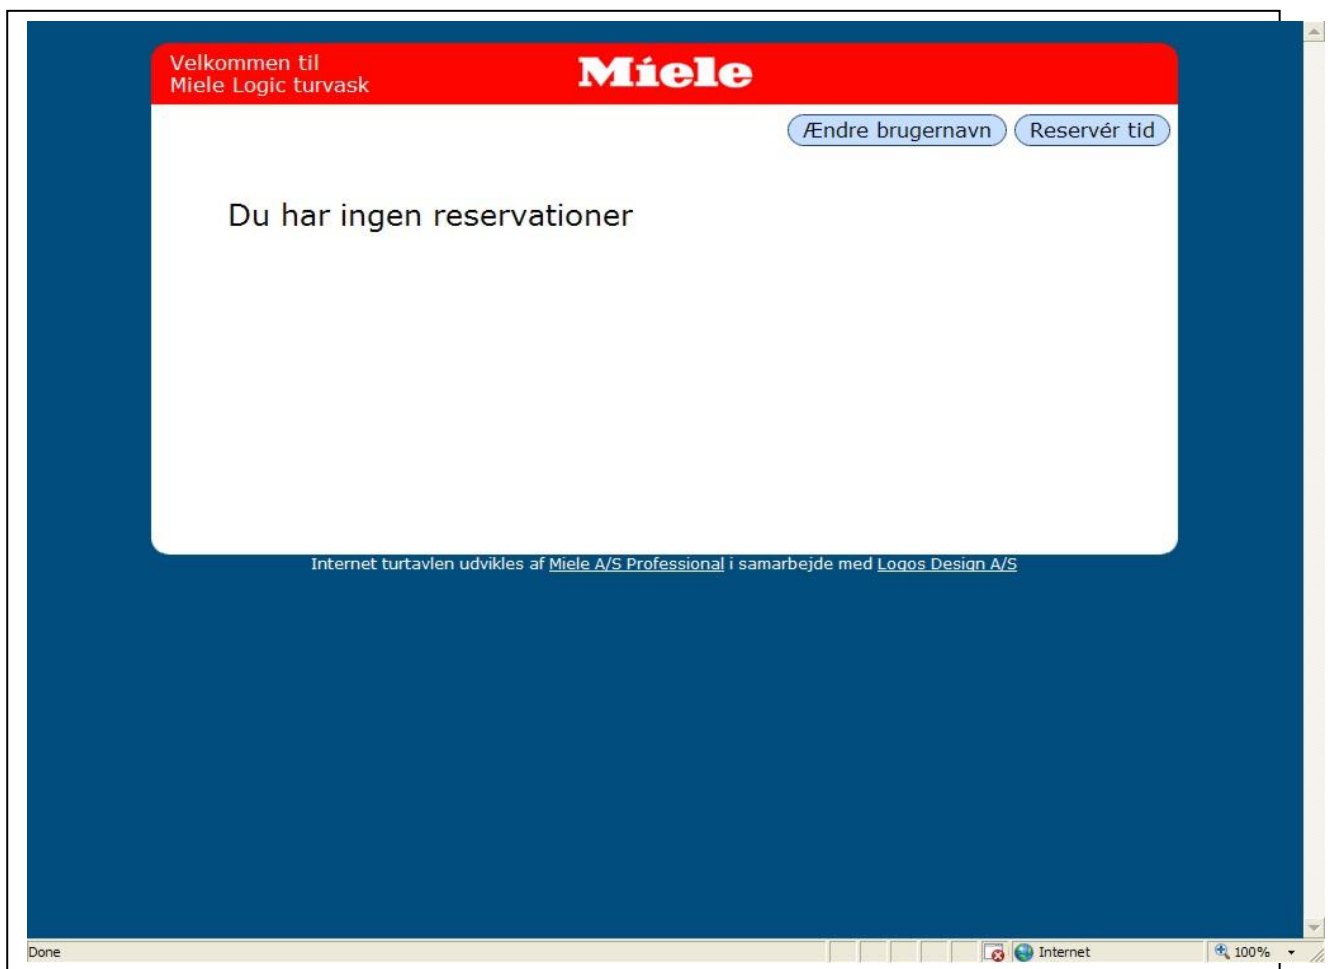 Velkommen til
Miele Logic turvask
Miele
Ændre brugernavn
Reservér tid
Du har ingen reservationer
Internet turtavlen udvikles af Miele A/S Professional i samarbejde med Logos Design A/S
Done
Internet
100%